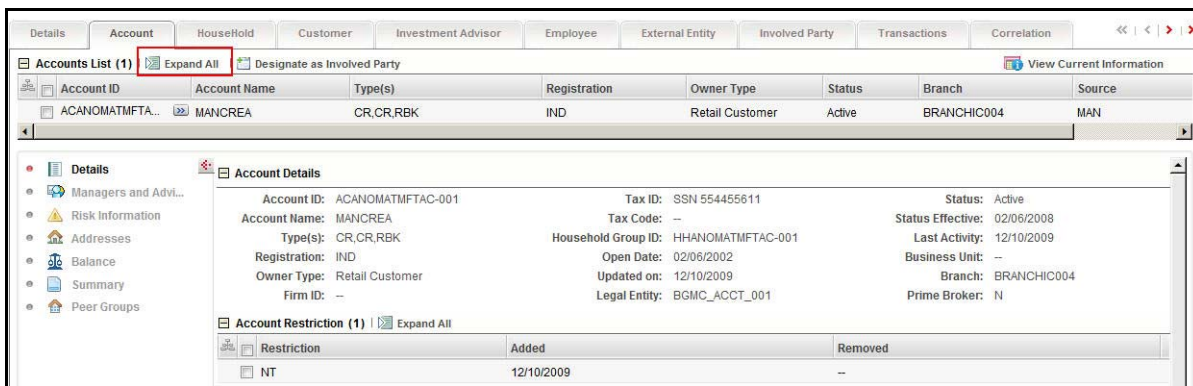 Details Account HouseHold Customer Investment Advisor Employee External Entity Involved Party Transactions Correlation
Accounts List (1) Expand All Designate as Involved Party View Current Information
Account ID Account Name Type(s) Registration Owner Type Status Branch Source
ACANOMATMFTA... MANCREA CR,CR,RBK IND Retail Customer Active BRANCHIC004 MAN
Details
Managers and Advi...
Risk Information
Addresses
Balance
Summary
Peer Groups
Account Details
Account ID: ACANOMATMFTAC-001 Tax ID: SSN 554455611 Status: Active
Account Name: MANCREA Tax Code: -- Status Effective: 02/06/2008
Type(s): CR,CR,RBK Household Group ID: HHANOMATMFTAC-001 Last Activity: 12/10/2009
Registration: IND Open Date: 02/06/2002 Business Unit: --
Owner Type: Retail Customer Updated on: 12/10/2009 Branch: BRANCHIC004
Firm ID: -- Legal Entity: BGMC_ACCT_001 Prime Broker: N
Account Restriction (1) Expand All
Restriction Added Removed
NT 12/10/2009 --